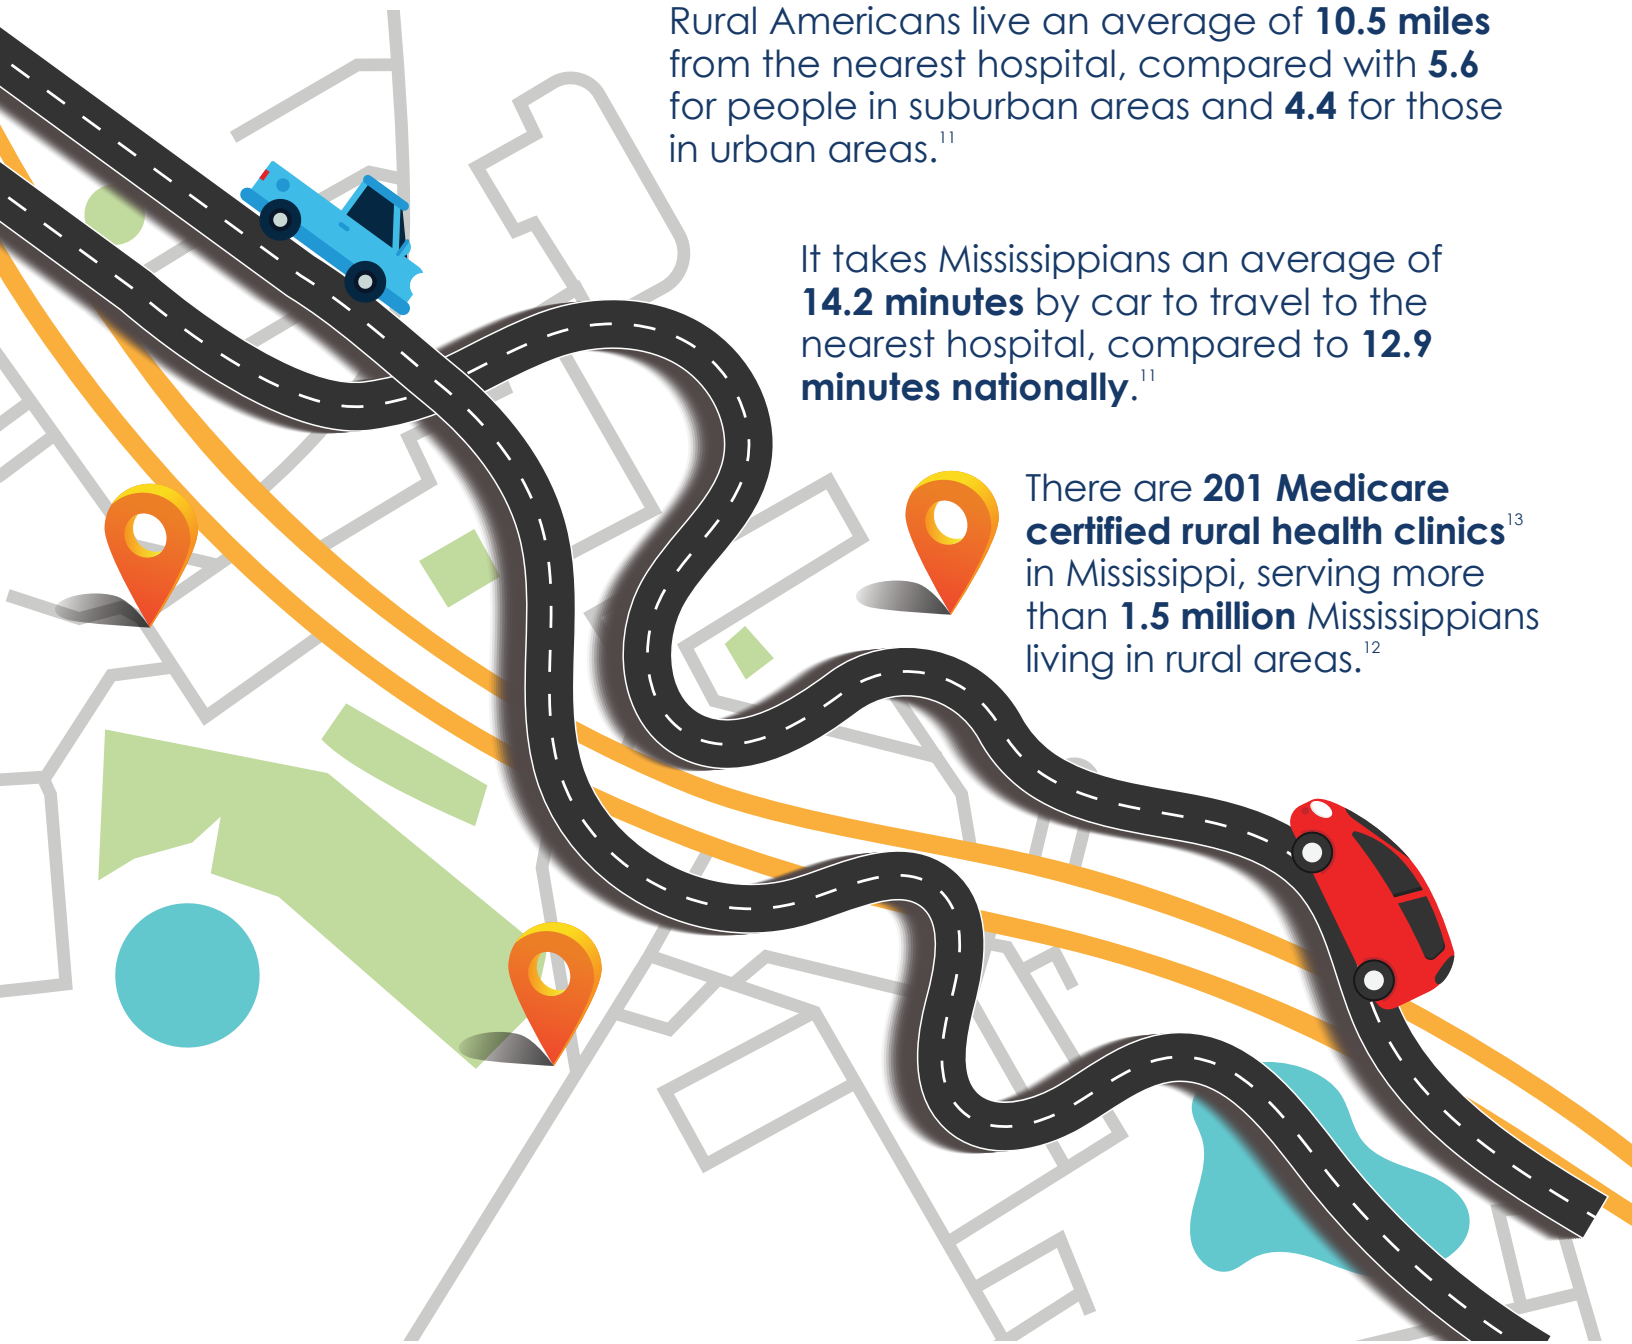 Rural Americans live an average of 10.5 miles
from the nearest hospital, compared with 5.6
for people in suburban areas and 4.4 for those
in urban areas.11
It takes Mississippians an average of
14.2 minutes by car to travel to the
nearest hospital, compared to 12.9
minutes nationally.11
There are 201 Medicare
certified rural health clinics13
in Mississippi, serving more
than 1.5 million Mississippians
living in rural areas.12